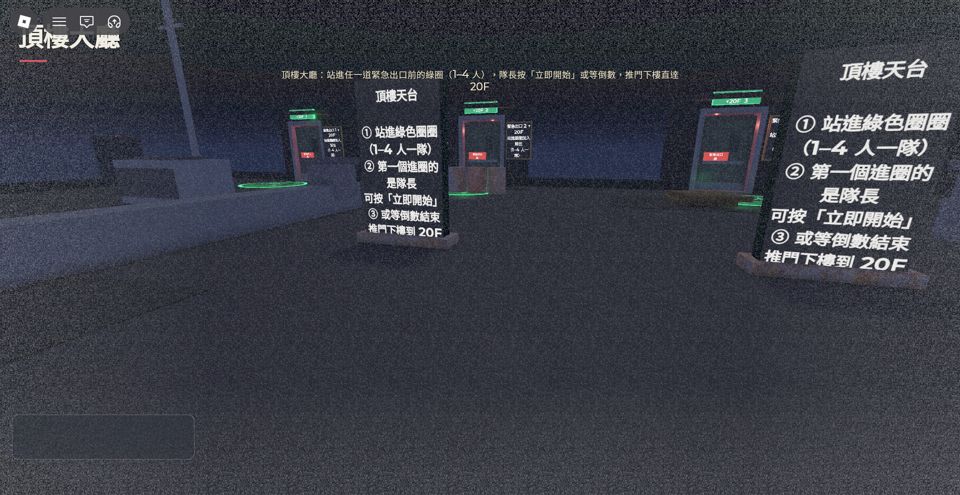 頂樓大廳
頂樓大廳：站進任一道緊急出口前的綠圈（1–4 人），隊長按「立即開始」或等倒數，推門下樓直達
20F
頂樓天台
① 站進綠色圈圈
（1–4 人一隊）
② 第一個進圈的
是隊長
可按「立即開始」
③ 或等倒數結束
推門下樓到 20F
頂樓天台
① 站進綠色圈圈
（1–4 人一隊）
② 第一個進圈的
是隊長
可按「立即開始」
③ 或等倒數結束
推門下樓到 20F